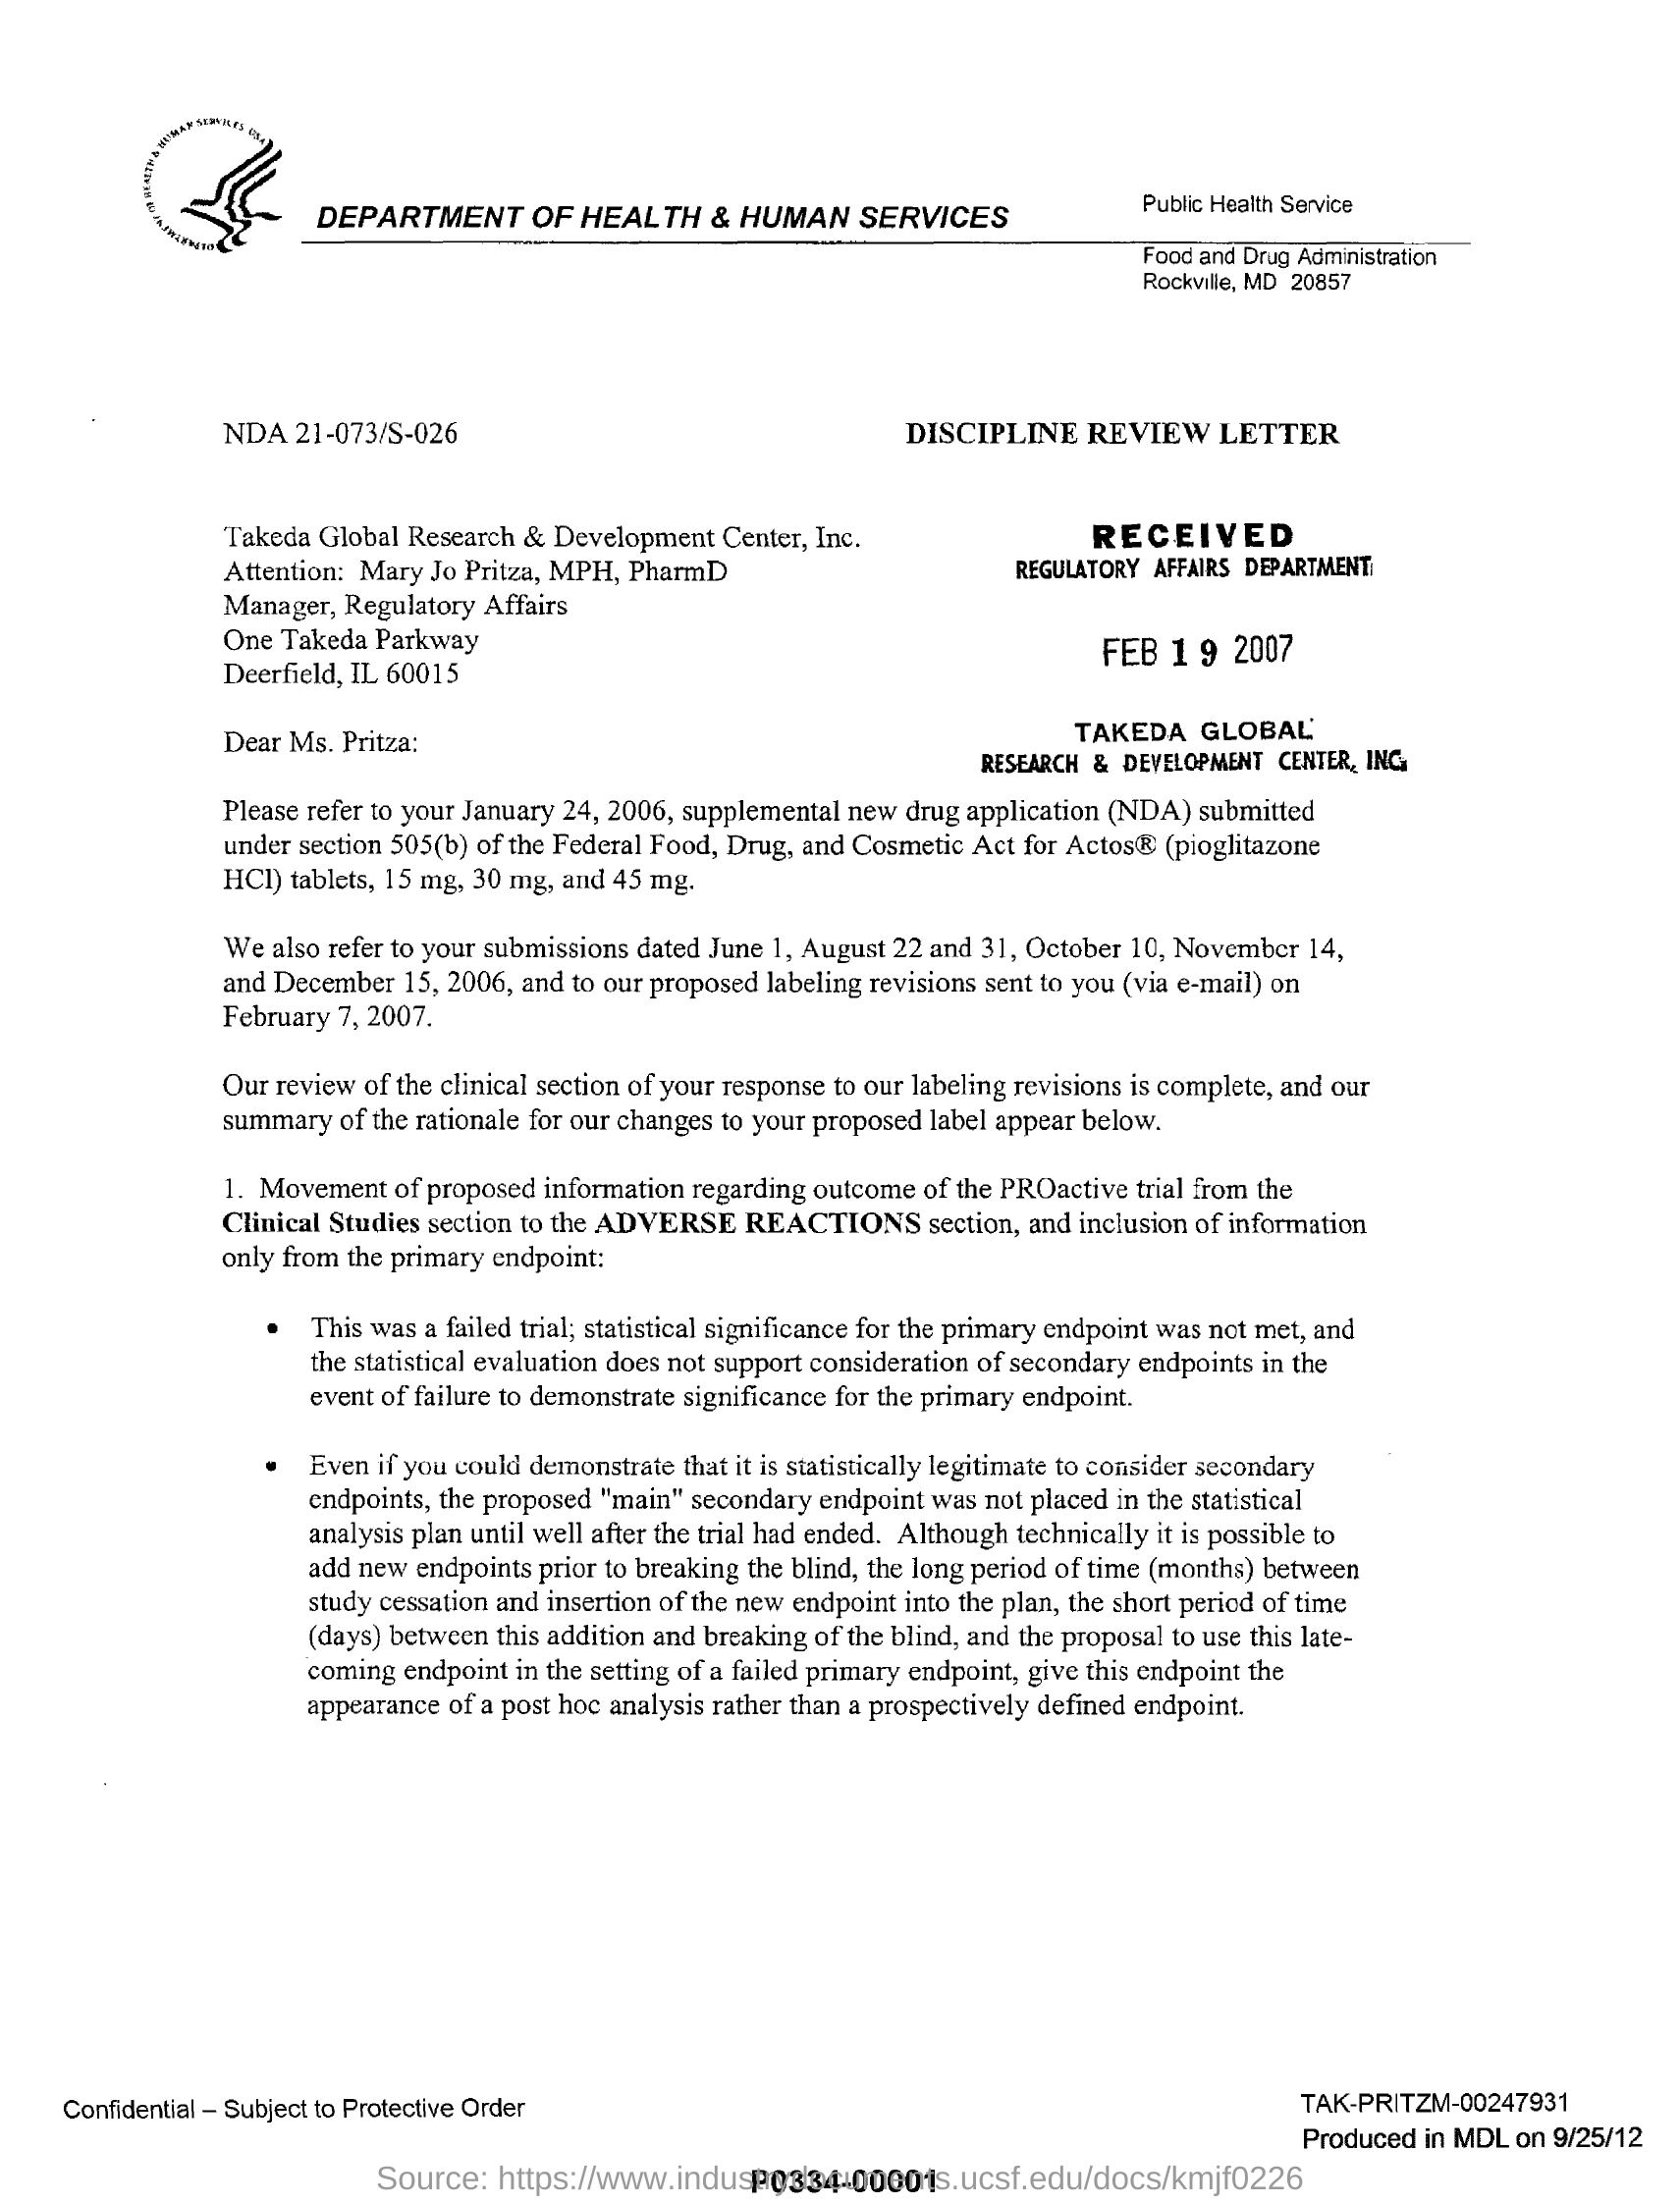 DEPARTMENT OF HEALTH & HUMAN SERVICES USA
DEPARTMENT OF HEALTH & HUMAN SERVICES
Public Health Service
Food and Drug Administration
Rockville, MD 20857
NDA 21-073/S-026
DISCIPLINE REVIEW LETTER
Takeda Global Research & Development Center, Inc.
Attention: Mary Jo Pritza, MPH, PharmD
Manager, Regulatory Affairs
One Takeda Parkway
Deerfield, IL 60015
RECEIVED
REGULATORY AFFAIRS DEPARTMENT
FEB 19 2007
TAKEDA GLOBAL
RESEARCH & DEVELOPMENT CENTER, INC.
Dear Ms. Pritza:
Please refer to your January 24, 2006, supplemental new drug application (NDA) submitted
under section 505(b) of the Federal Food, Drug, and Cosmetic Act for Actos® (pioglitazone
HCl) tablets, 15 mg, 30 mg, and 45 mg.
We also refer to your submissions dated June 1, August 22 and 31, October 10, November 14,
and December 15, 2006, and to our proposed labeling revisions sent to you (via e-mail) on
February 7, 2007.
Our review of the clinical section of your response to our labeling revisions is complete, and our
summary of the rationale for our changes to your proposed label appear below.
1. Movement of proposed information regarding outcome of the PROactive trial from the
Clinical Studies section to the ADVERSE REACTIONS section, and inclusion of information
only from the primary endpoint:
• This was a failed trial; statistical significance for the primary endpoint was not met, and
the statistical evaluation does not support consideration of secondary endpoints in the
event of failure to demonstrate significance for the primary endpoint.
• Even if you could demonstrate that it is statistically legitimate to consider secondary
endpoints, the proposed "main" secondary endpoint was not placed in the statistical
analysis plan until well after the trial had ended. Although technically it is possible to
add new endpoints prior to breaking the blind, the long period of time (months) between
study cessation and insertion of the new endpoint into the plan, the short period of time
(days) between this addition and breaking of the blind, and the proposal to use this late-
coming endpoint in the setting of a failed primary endpoint, give this endpoint the
appearance of a post hoc analysis rather than a prospectively defined endpoint.
Confidential – Subject to Protective Order
TAK-PRITZM-00247931
Produced in MDL on 9/25/12
Source: https://www.industrydocuments.ucsf.edu/docs/kmjf0226
P0334-00001